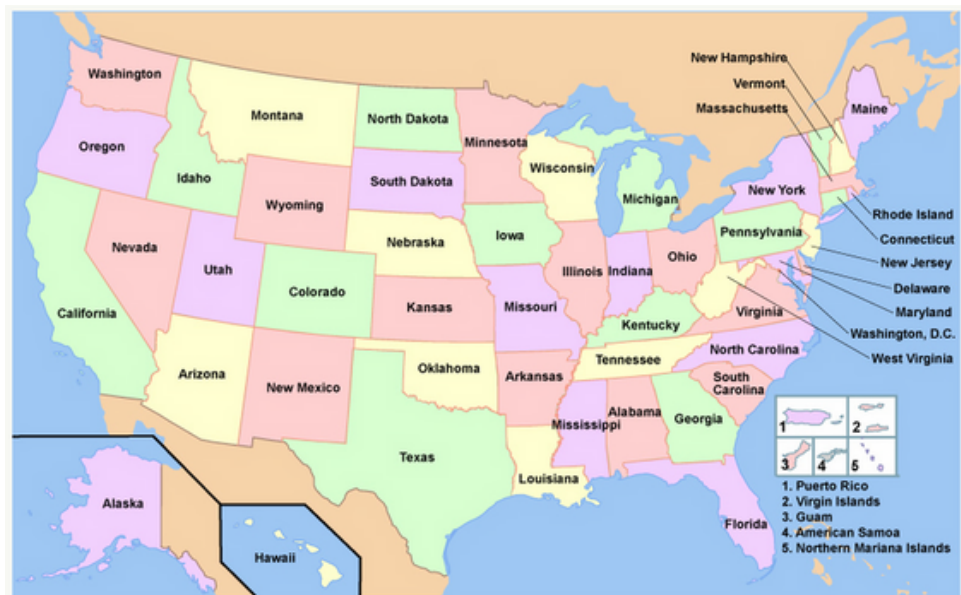 New Hampshire
Vermont
Massachusetts
Washington
Montana
North Dakota
Minnesota
Maine
Oregon
Idaho
South Dakota
Wisconsin
Michigan
New York
Wyoming
Rhode Island
Nevada
Utah
Nebraska
Iowa
Pennsylvania
Connecticut
New Jersey
California
Colorado
Kansas
Missouri
Illinois
Indiana
Ohio
Delaware
Maryland
Virginia
Washington, D.C.
West Virginia
Kentucky
Tennessee
North Carolina
Arizona
New Mexico
Oklahoma
Arkansas
South
Carolina
Mississippi
Alabama
Georgia
Texas
Louisiana
Florida
Alaska
Hawaii
1
2
3
4
5
1. Puerto Rico
2. Virgin Islands
3. Guam
4. American Samoa
5. Northern Mariana Islands